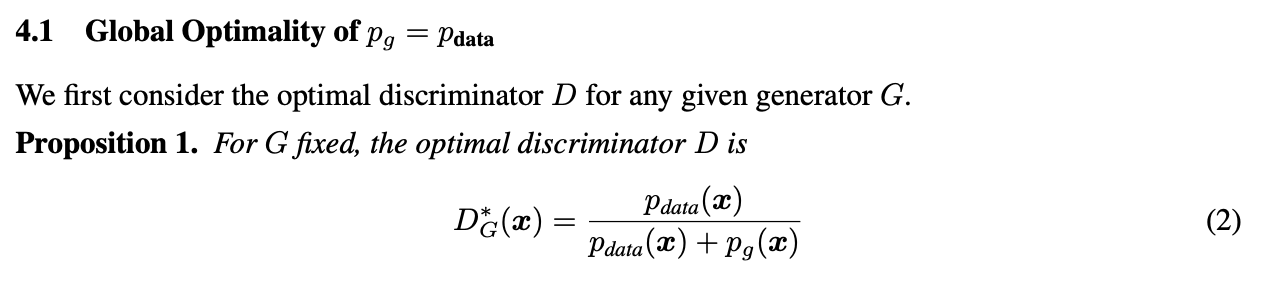 4.1 Global Optimality of p_g = p_data
We first consider the optimal discriminator D for any given generator G.
Proposition 1. For G fixed, the optimal discriminator D is
D*_G(x) = p_data(x) / (p_data(x) + p_g(x)) (2)